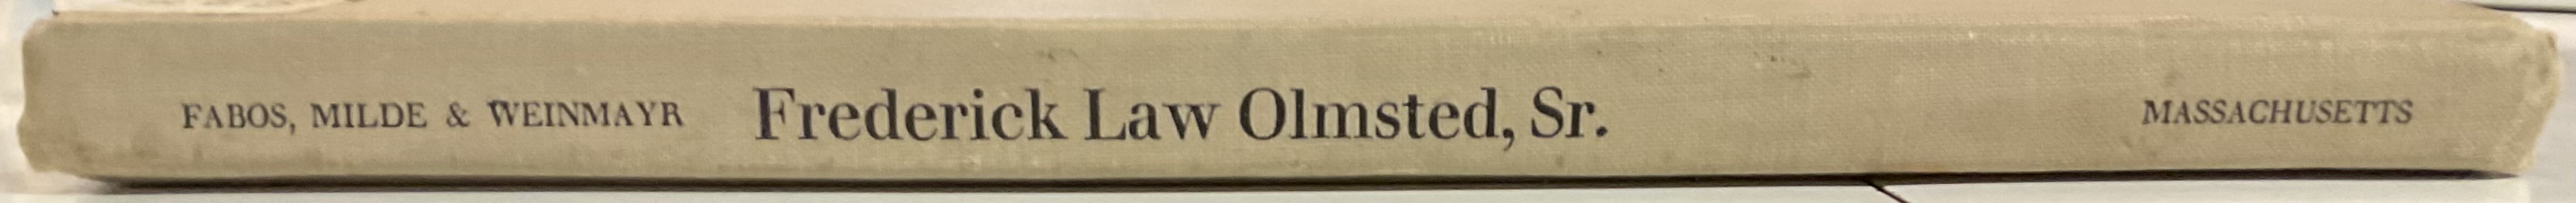 FABOS, MILDE & WEINMAYR Frederick Law Olmsted, Sr. MASSACHUSETTS